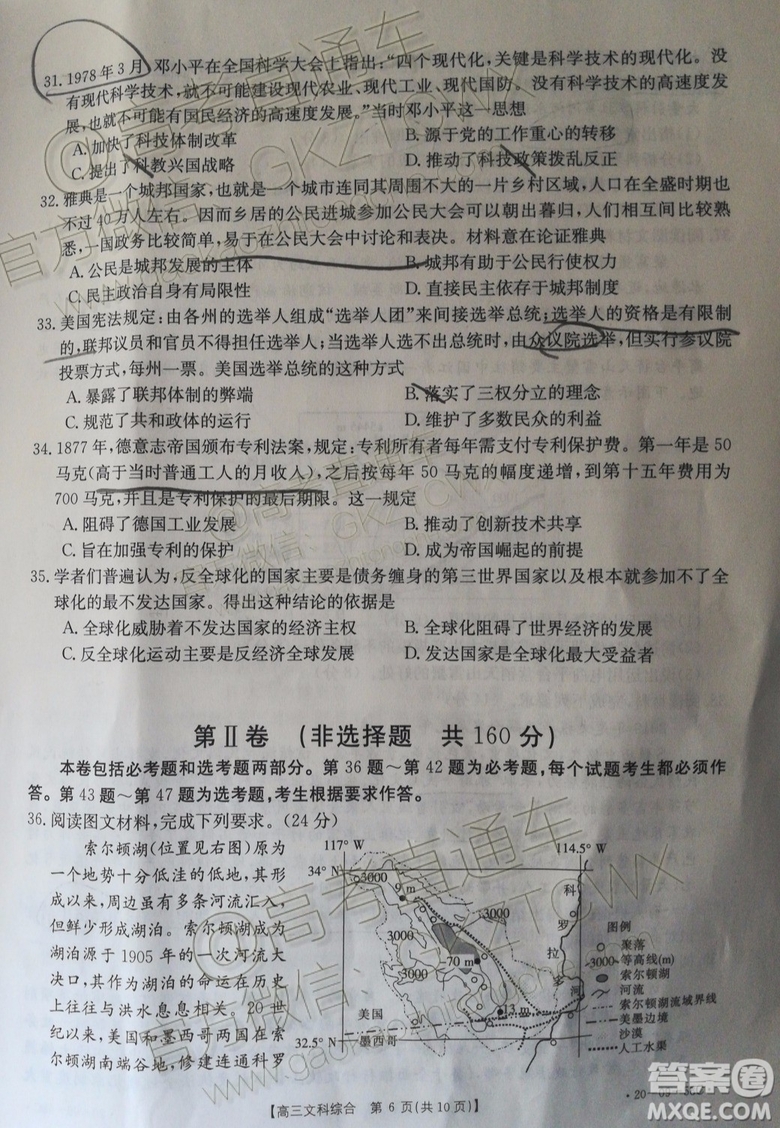 31. 1978年3月,邓小平在全国科学大会上指出:“四个现代化,关键是科学技术的现代化。没
有现代科学技术,就不可能建设现代农业、现代工业、现代国防。没有科学技术的高速度发
展,也就不可能有国民经济的高速度发展。”当时邓小平这一思想
A. 加快了科技体制改革 B. 源于党的工作重心的转移
C. 提出了科教兴国战略 D. 推动了科技政策拨乱反正
32. 雅典是一个城邦国家,也就是一个城市连同其周围不大的一片乡村区域,人口在全盛时期也
不过40万人左右。因而乡居的公民进城参加公民大会可以朝出暮归,人们相互间比较熟
悉,一国政务比较简单,易于在公民大会中讨论和表决。材料意在论证雅典
A. 公民是城邦发展的主体 B. 城邦有助于公民行使权力
C. 民主政治自身有局限性 D. 直接民主依存于城邦制度
33. 美国宪法规定:由各州的选举人组成“选举人团”来间接选举总统;选举人的资格是有限制
的,联邦议员和官员不得担任选举人;当选举人选不出总统时,由众议院选举,但实行参议院
投票方式,每州一票。美国选举总统的这种方式
A. 暴露了联邦体制的弊端 B. 落实了三权分立的理念
C. 规范了共和政体的运行 D. 维护了多数民众的利益
34. 1877年,德意志帝国颁布专利法案,规定:专利所有者每年需支付专利保护费。第一年是50
马克(高于当时普通工人的月收入),之后按每年50马克的幅度递增,到第十五年费用已为
700马克,并且是专利保护的最后期限。这一规定
A. 阻碍了德国工业发展 B. 推动了创新技术共享
C. 旨在加强专利的保护 D. 成为帝国崛起的前提
35. 学者们普遍认为,反全球化的国家主要是债务缠身的第三世界国家以及根本就参加不了全
球化的最不发达国家。得出这种结论的依据是
A. 全球化威胁着不发达国家的经济主权 B. 全球化阻碍了世界经济的发展
C. 反全球化运动主要是反经济全球化 D. 发达国家是全球化最大受益者
第Ⅱ卷 (非选择题 共160分)
本卷包括必考题和选考题两部分。第36题~第42题为必考题,每个试题考生都必须作
答。第43题~第47题为选考题,考生根据要求作答。
36. 阅读图文材料,完成下列要求。(24分)
索尔顿湖(位置见右图)原为
一个地势十分低洼的低地,其形
成以来,周边虽有多条河流汇入,
但鲜少形成湖泊。索尔顿湖成为
湖泊源于1905年的一次河流大
决口,其作为湖泊的命运在历史
上与洪水息息相关。20世
纪以来,美国和墨西哥两国在索
尔顿湖南端谷地,修建连通科罗
117° W 114.5° W
34° N
3000
9 m
3000
3000
3000
70 m
13 m
科
罗
拉
多
河
美国
墨西哥
32.5° N
图例
聚落
3000 等高线(m)
索尔顿湖
河流
索尔顿湖流域界线
美墨边境
沙漠
人工水渠
【高三文科综合 第6页(共10页)】
答案圈
MXQE.COM
@高考直通车
官方微信:GKZTCWX